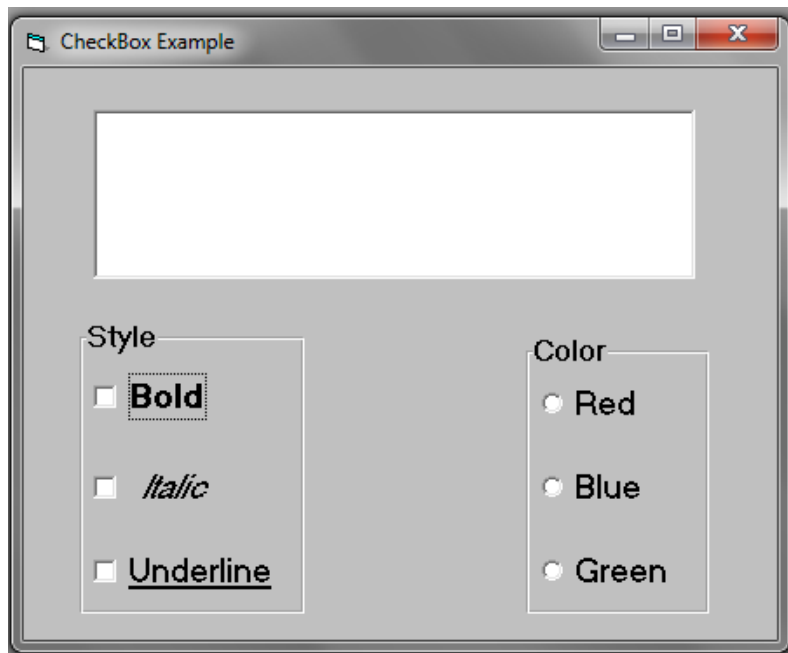 CheckBox Example
Style
Bold
Italic
Underline
Color
Red
Blue
Green